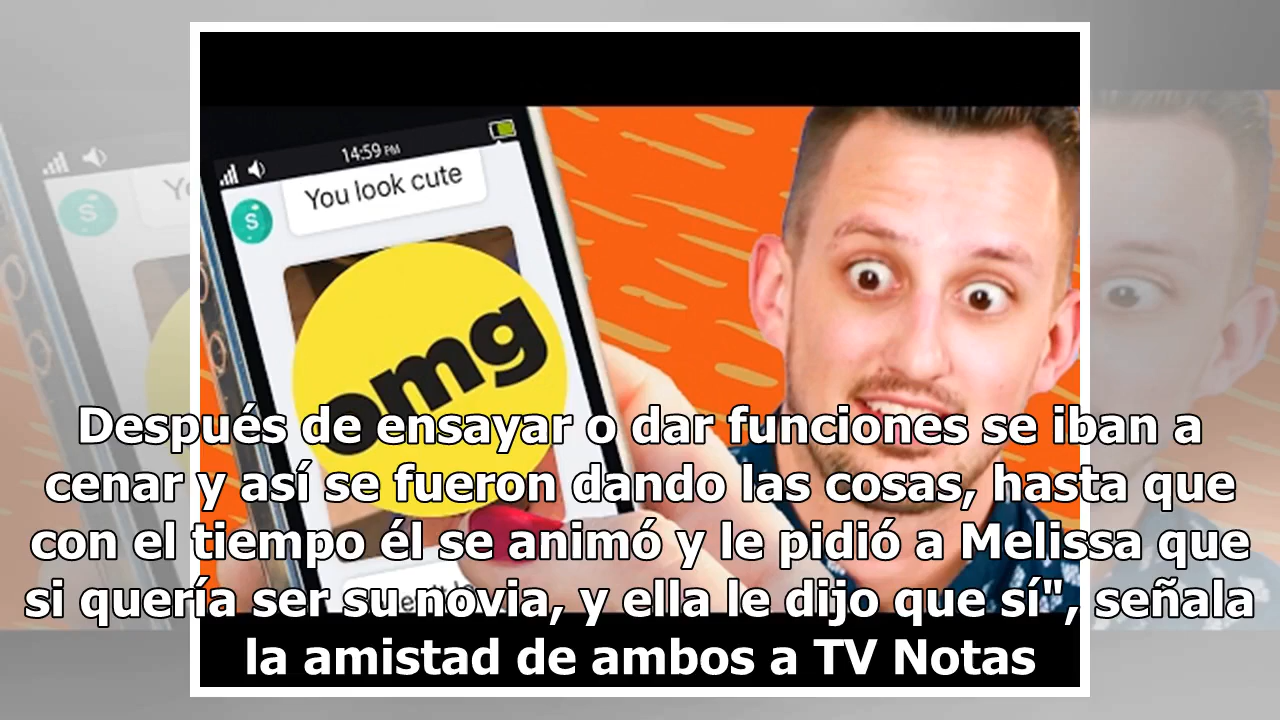 14:59 PM
You look cute
S
omg
Después de ensayar o dar funciones se iban a
cenar y así se fueron dando las cosas, hasta que
con el tiempo él se animó y le pidió a Melissa que
si quería ser su novia, y ella le dijo que sí", señala
la amistad de ambos a TV Notas